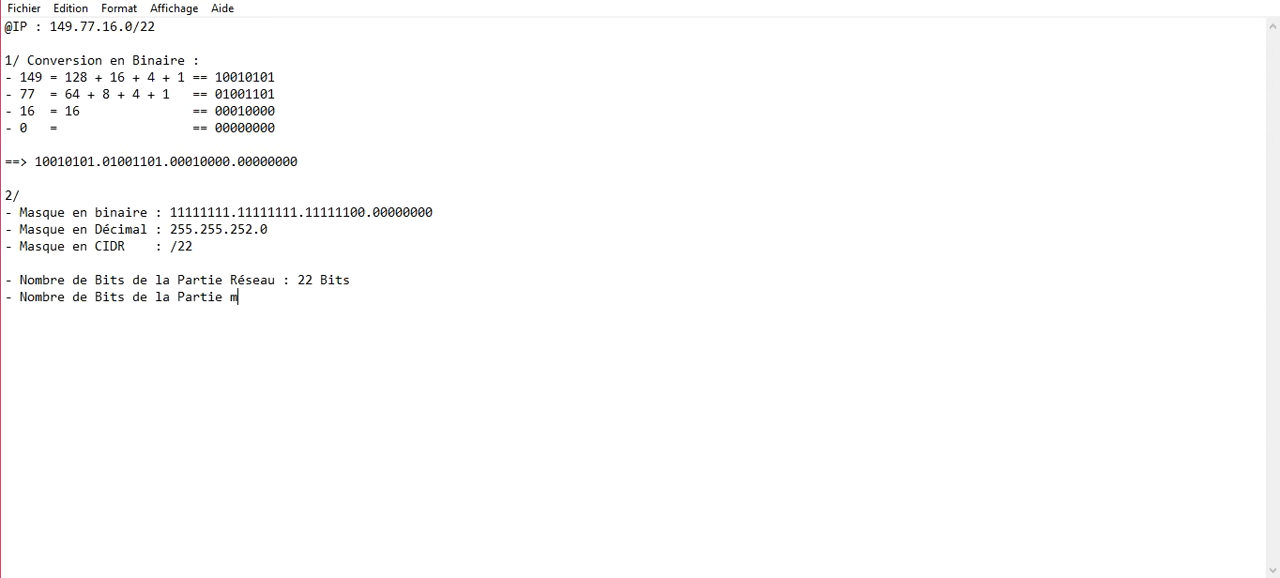 Fichier Edition Format Affichage Aide
@IP : 149.77.16.0/22
1/ Conversion en Binaire :
- 149 = 128 + 16 + 4 + 1 == 10010101
- 77  = 64 + 8 + 4 + 1   == 01001101
- 16  = 16               == 00010000
- 0   =                  == 00000000
==> 10010101.01001101.00010000.00000000
2/
- Masque en binaire : 11111111.11111111.11111100.00000000
- Masque en Décimal : 255.255.252.0
- Masque en CIDR    : /22
- Nombre de Bits de la Partie Réseau : 22 Bits
- Nombre de Bits de la Partie m